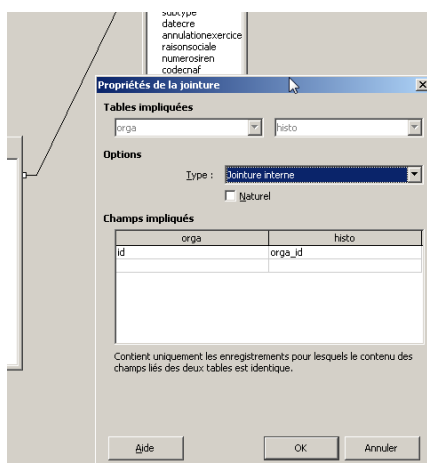 subtype
datecre
annulationexercice
raisonsociale
numerosiren
codecnaf
Propriétés de la jointure
Tables impliquées
orga
histo
Options
Type :
Jointure interne
Naturel
Champs impliqués
orga histo
id orga_id
Contient uniquement les enregistrements pour lesquels le contenu des
champs liés des deux tables est identique.
Aide OK Annuler